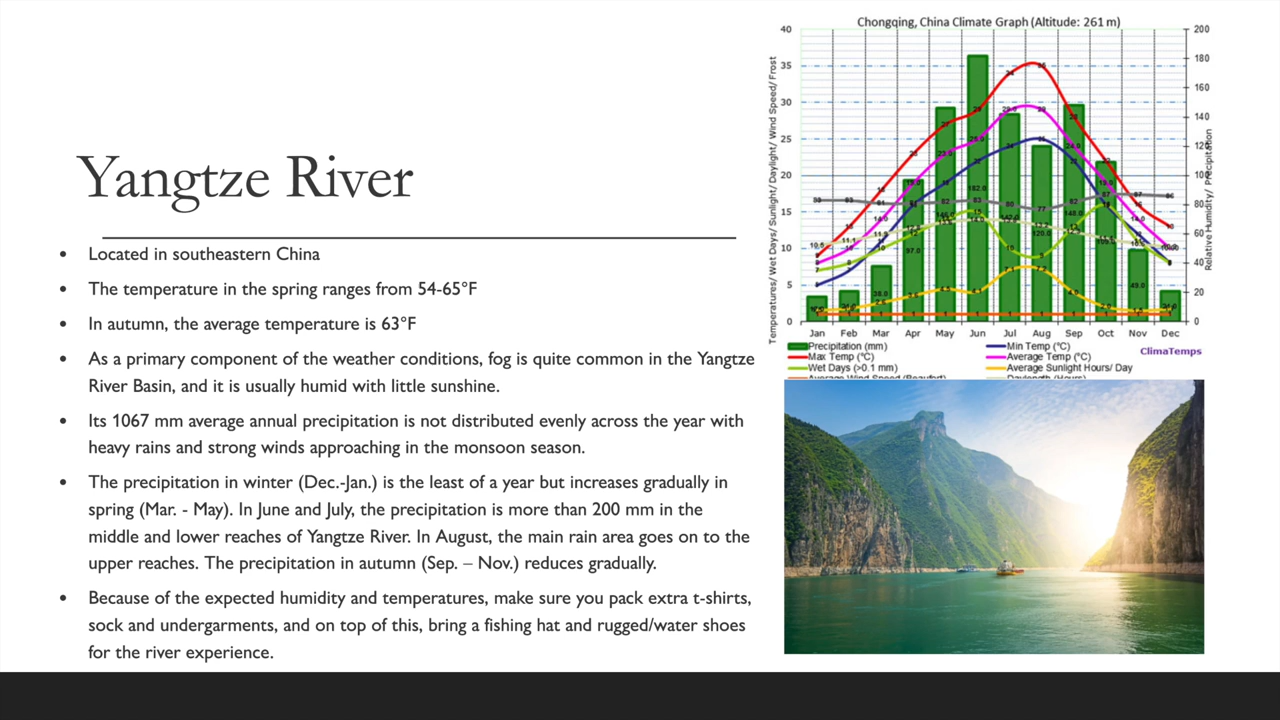 Yangtze River
• Located in southeastern China
• The temperature in the spring ranges from 54-65°F
• In autumn, the average temperature is 63°F
• As a primary component of the weather conditions, fog is quite common in the Yangtze
River Basin, and it is usually humid with little sunshine.
• Its 1067 mm average annual precipitation is not distributed evenly across the year with
heavy rains and strong winds approaching in the monsoon season.
• The precipitation in winter (Dec.-Jan.) is the least of a year but increases gradually in
spring (Mar. - May). In June and July, the precipitation is more than 200 mm in the
middle and lower reaches of Yangtze River. In August, the main rain area goes on to the
upper reaches. The precipitation in autumn (Sep. – Nov.) reduces gradually.
• Because of the expected humidity and temperatures, make sure you pack extra t-shirts,
sock and undergarments, and on top of this, bring a fishing hat and rugged/water shoes
for the river experience.
Chongqing, China Climate Graph (Altitude: 261 m)
Temperatures/ Wet Days/ Sunlight/ Daylight/ Wind Speed/ Frost
40
35
30
25
20
15
10
5
0
200
180
160
140
120
100
80
60
40
20
0
Relative Humidity/ Precipitation
Jan Feb Mar Apr May Jun Jul Aug Sep Oct Nov Dec
Precipitation (mm) Min Temp (°C)
Max Temp (°C) Average Temp (°C)
Wet Days (>0.1 mm) Average Sunlight Hours/ Day
Average Wind Speed (Beaufort) Daylength (Hours)
ClimaTemps